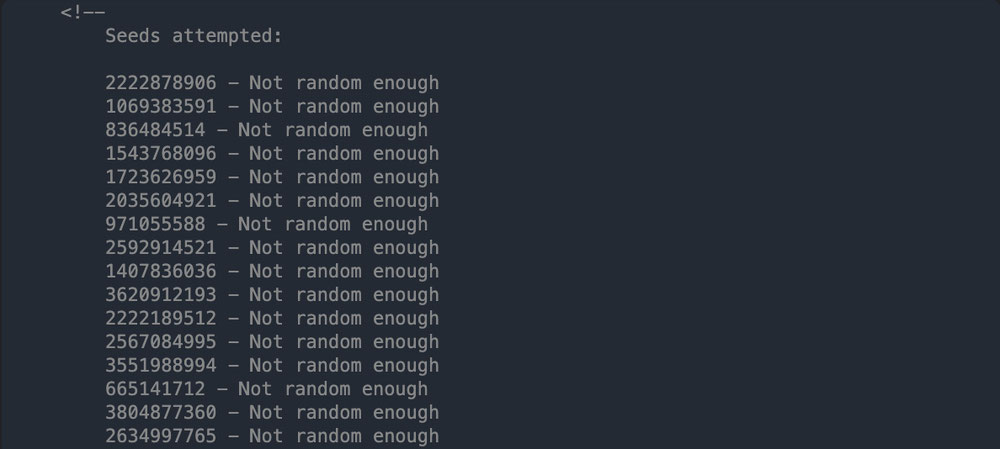 <!--
Seeds attempted:
2222878906 – Not random enough
1069383591 – Not random enough
836484514 – Not random enough
1543768096 – Not random enough
1723626959 – Not random enough
2035604921 – Not random enough
971055588 – Not random enough
2592914521 – Not random enough
1407836036 – Not random enough
3620912193 – Not random enough
2222189512 – Not random enough
2567084995 – Not random enough
3551988994 – Not random enough
665141712 – Not random enough
3804877360 – Not random enough
2634997765 – Not random enough